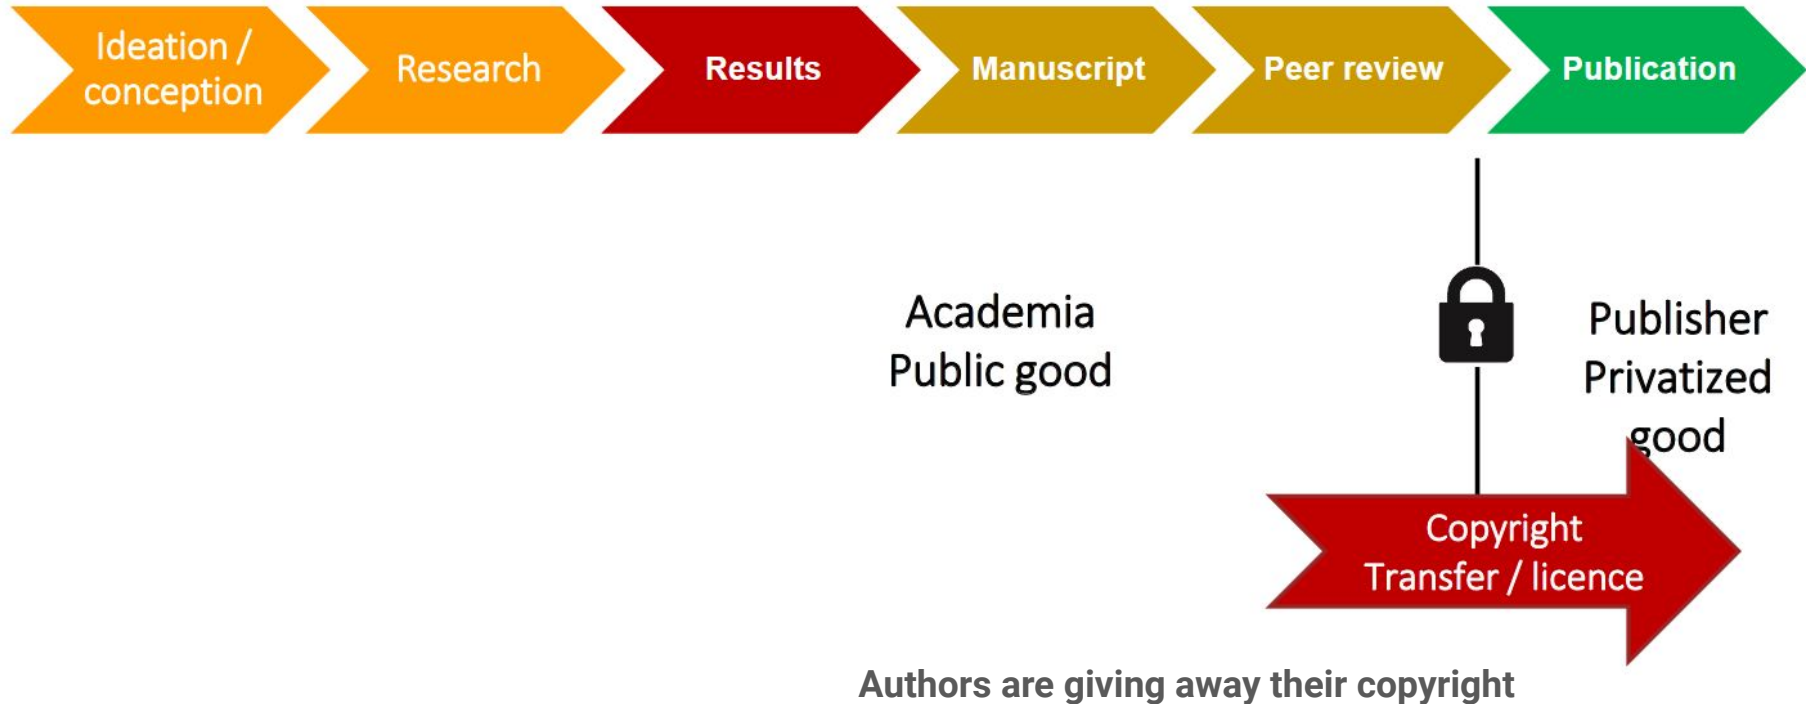 Ideation /
conception
Research
Results
Manuscript
Peer review
Publication
Academia
Public good
Publisher
Privatized
good
Copyright
Transfer / licence
Authors are giving away their copyright